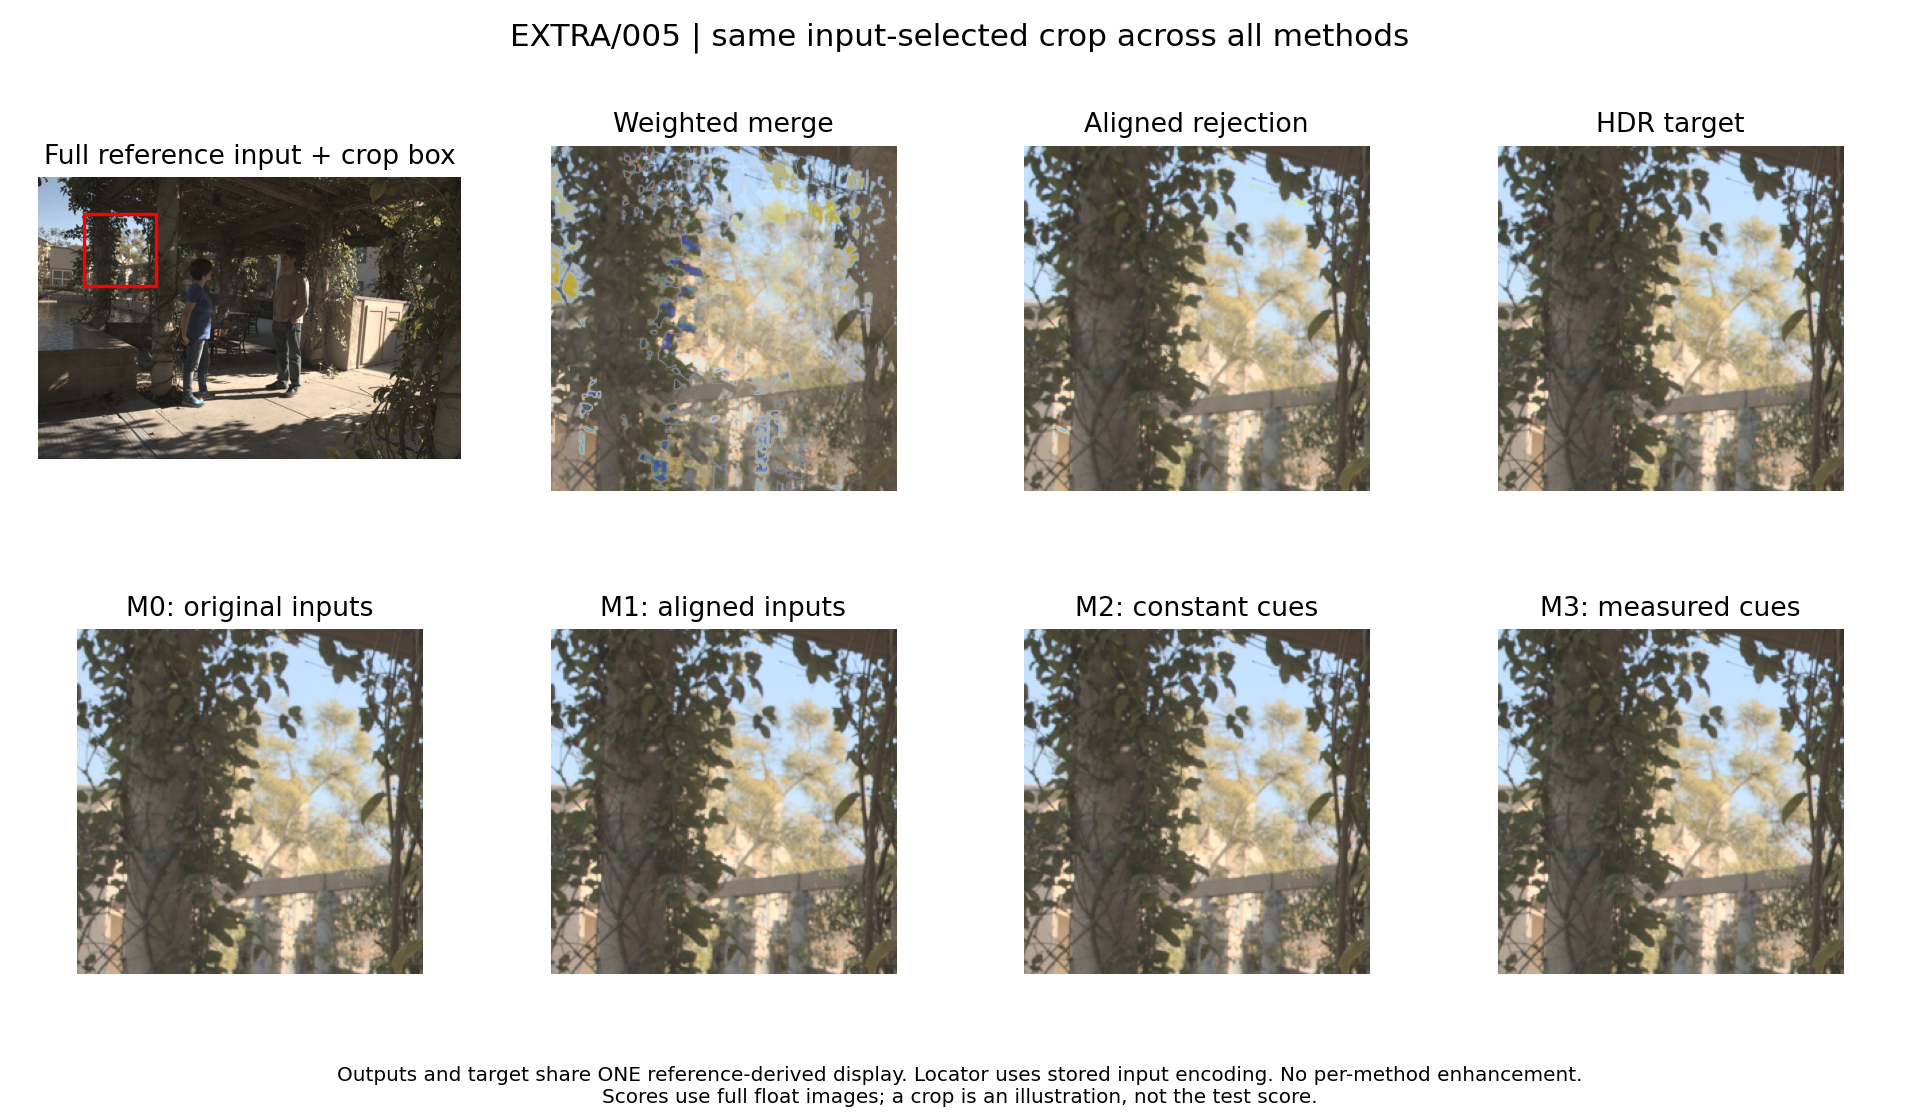 EXTRA/005 | same input-selected crop across all methods
Full reference input + crop box
Weighted merge
Aligned rejection
HDR target
M0: original inputs
M1: aligned inputs
M2: constant cues
M3: measured cues
Outputs and target share ONE reference-derived display. Locator uses stored input encoding. No per-method enhancement.
Scores use full float images; a crop is an illustration, not the test score.